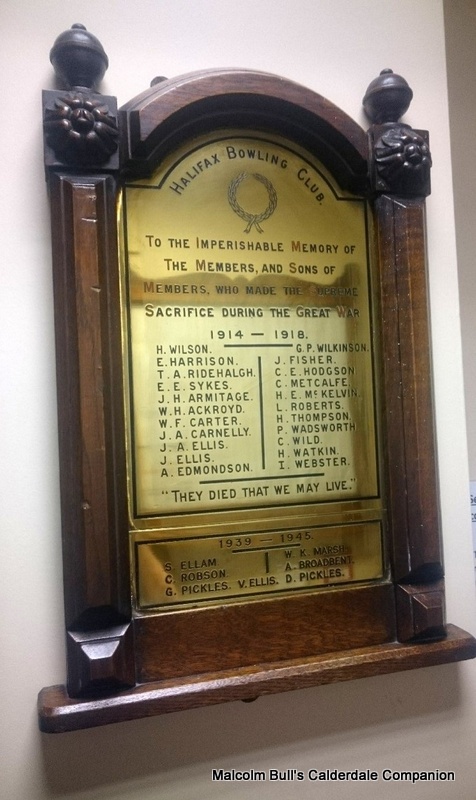 HALIFAX BOWLING CLUB.
TO THE IMPERISHABLE MEMORY OF
THE MEMBERS, AND SONS OF
MEMBERS, WHO MADE THE SUPREME
SACRIFICE DURING THE GREAT WAR
1914 — 1918.
H. WILSON. G. P. WILKINSON.
E. HARRISON. J. FISHER.
T. A. RIDEHALGH. C. E. HODGSON
E. E. SYKES. C. METCALFE.
J. H. ARMITAGE. H. E. McKELVIN.
W. H. ACKROYD. L. ROBERTS.
W. F. CARTER. H. THOMPSON.
J. A. CARNELLY. P. WADSWORTH
J. A. ELLIS. C. WILD.
J. ELLIS. H. WATKIN.
A. EDMONDSON. I. WEBSTER.
"THEY DIED THAT WE MAY LIVE."
1939 — 1945.
S. ELLAM W. K. MARSH.
C. ROBSON. A. BROADBENT.
G. PICKLES. V. ELLIS. D. PICKLES.
Malcolm Bull's Calderdale Companion